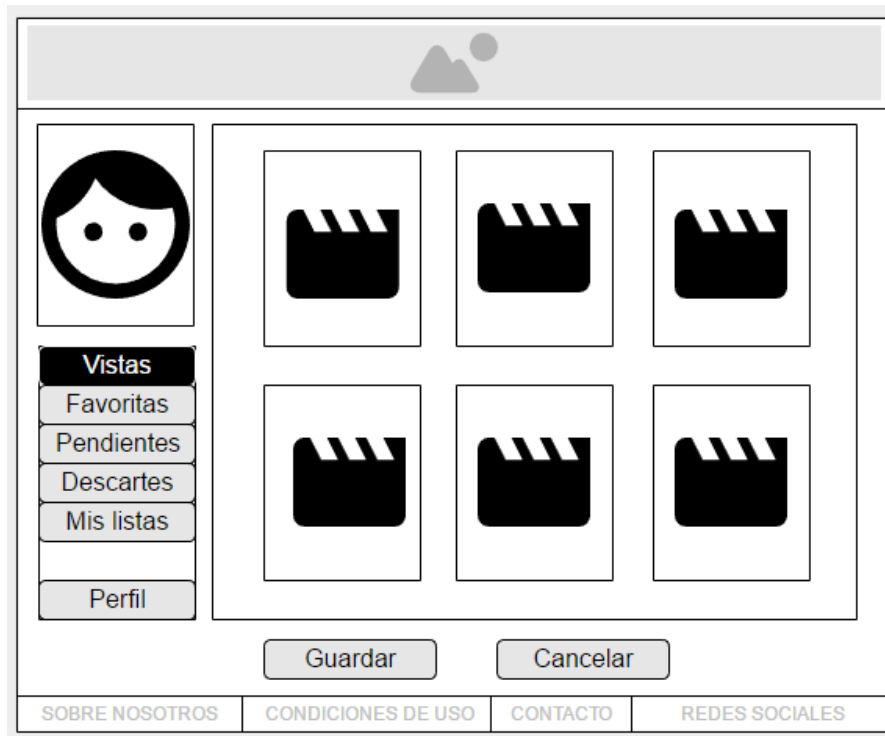 Vistas
Favoritas
Pendientes
Descartes
Mis listas
Perfil
Guardar Cancelar
SOBRE NOSOTROS CONDICIONES DE USO CONTACTO REDES SOCIALES